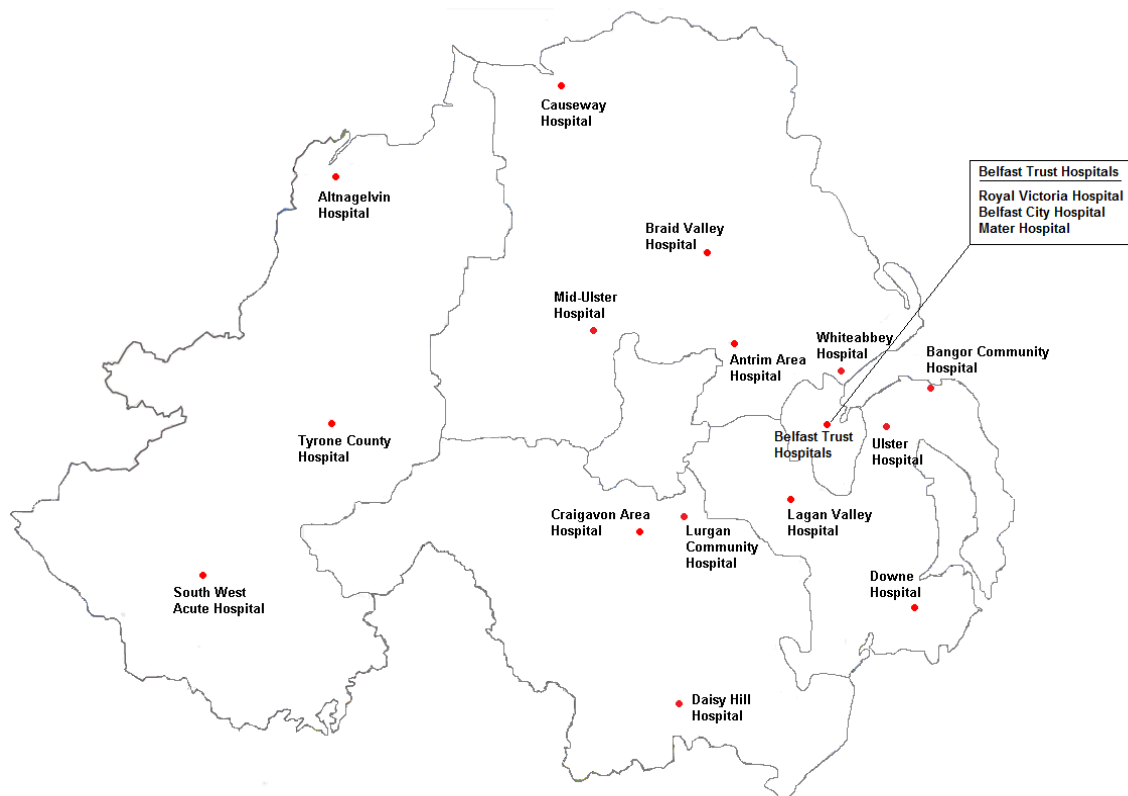 Causeway
Hospital
Altnagelvin
Hospital
Belfast Trust Hospitals
Royal Victoria Hospital
Belfast City Hospital
Mater Hospital
Braid Valley
Hospital
Mid-Ulster
Hospital
Whiteabbey
Hospital
Antrim Area
Hospital
Bangor Community
Hospital
Tyrone County
Hospital
Belfast Trust
Hospitals
Ulster
Hospital
Craigavon Area
Hospital
Lurgan
Community
Hospital
Lagan Valley
Hospital
South West
Acute Hospital
Downe
Hospital
Daisy Hill
Hospital